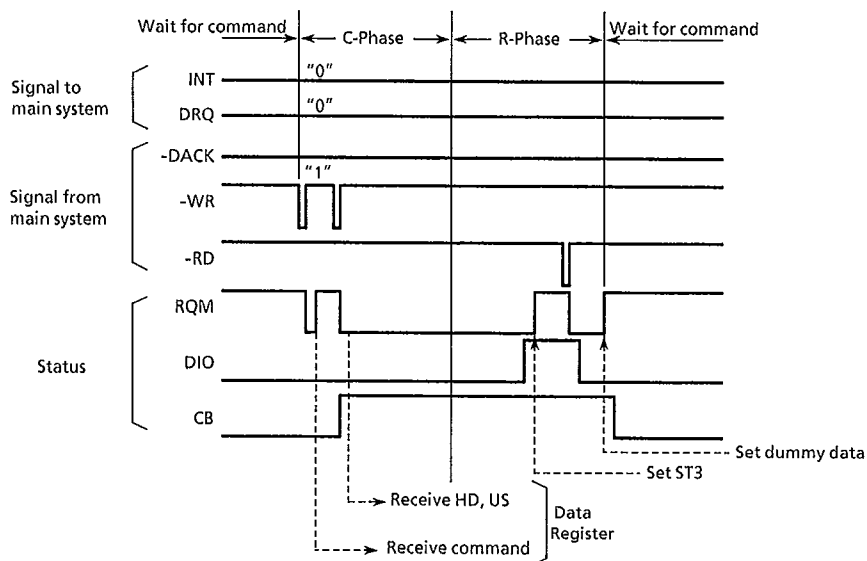 Wait for command
C-Phase
R-Phase
Wait for command
Signal to
main system
INT
"0"
DRQ
"0"
Signal from
main system
-DACK
"1"
-WR
-RD
Status
RQM
DIO
CB
Set dummy data
Set ST3
Receive HD, US
Receive command
Data
Register